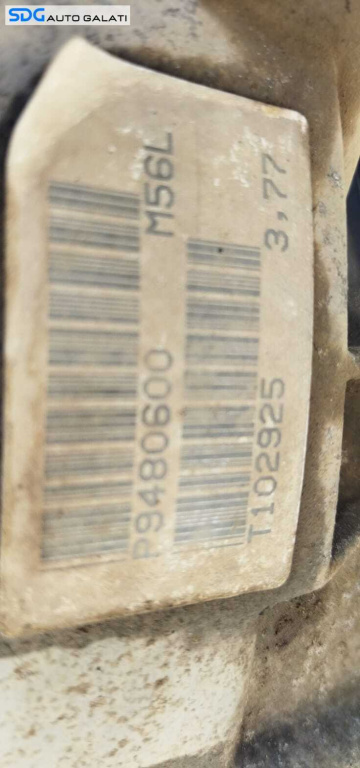 SDG AUTO GALATI
P9480600 M56L
T102925 3,77